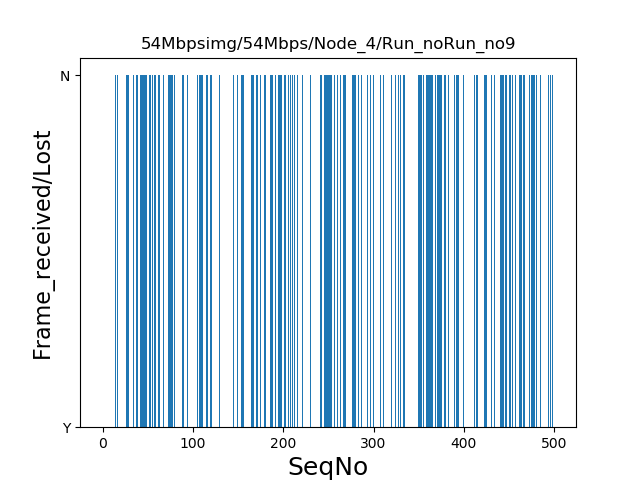 54Mbpsimg/54Mbps/Node_4/Run_noRun_no9
N
Frame_received/Lost
Y
0 100 200 300 400 500
SeqNo